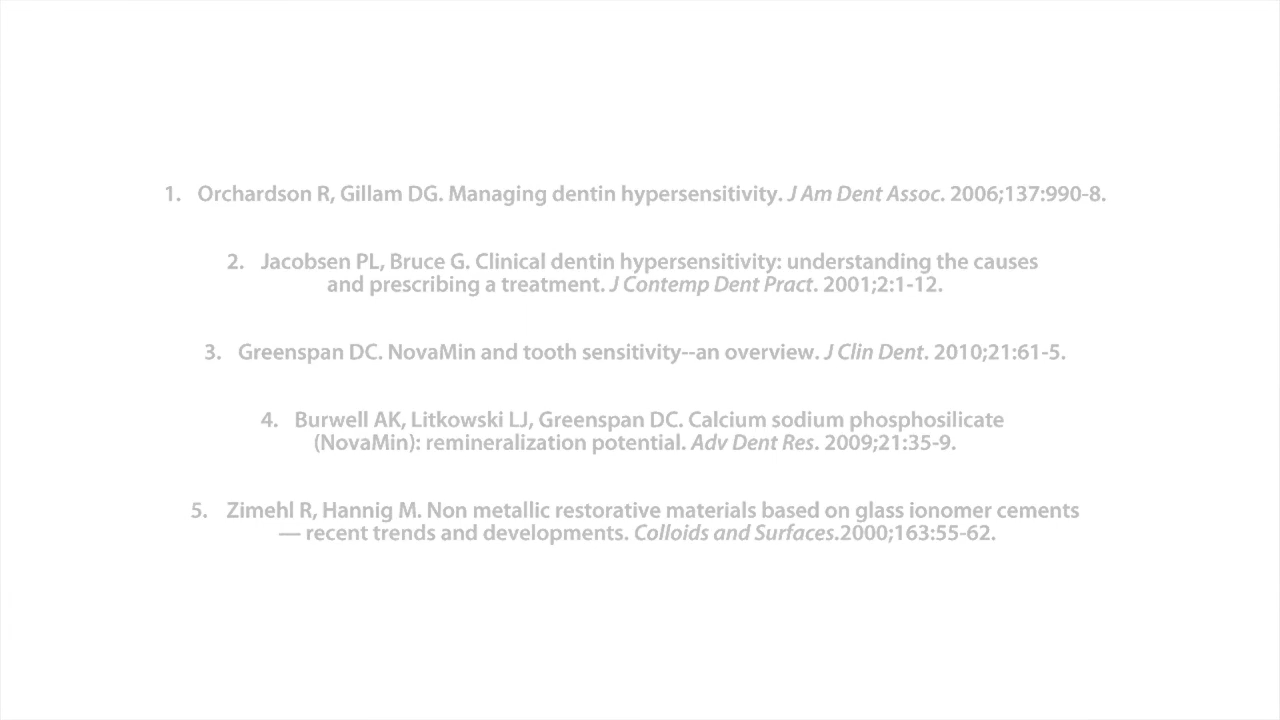 1. Orchardson R, Gillam DG. Managing dentin hypersensitivity. J Am Dent Assoc. 2006;137:990-8.
2. Jacobsen PL, Bruce G. Clinical dentin hypersensitivity: understanding the causes
and prescribing a treatment. J Contemp Dent Pract. 2001;2:1-12.
3. Greenspan DC. NovaMin and tooth sensitivity--an overview. J Clin Dent. 2010;21:61-5.
4. Burwell AK, Litkowski LJ, Greenspan DC. Calcium sodium phosphosilicate
(NovaMin): remineralization potential. Adv Dent Res. 2009;21:35-9.
5. Zimehl R, Hannig M. Non metallic restorative materials based on glass ionomer cements
— recent trends and developments. Colloids and Surfaces.2000;163:55-62.